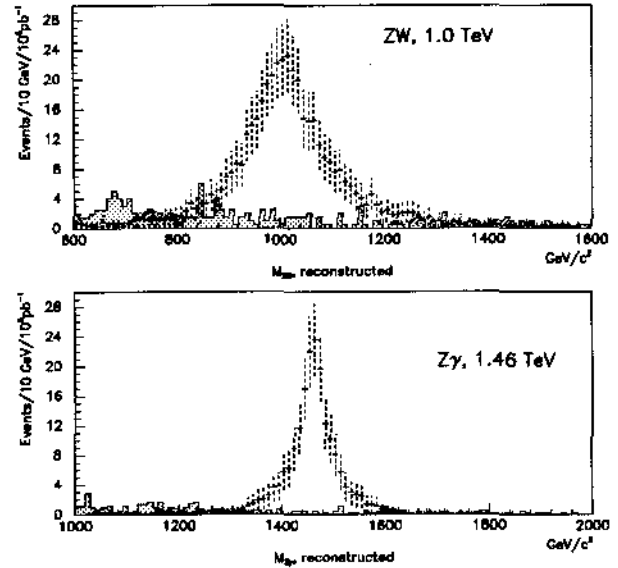 Events/10 GeV/10⁴pb⁻¹
28
24
20
16
12
8
4
0
ZW, 1.0 TeV
600 800 1000 1200 1400 1600
GeV/c²
reconstructed
Events/10 GeV/10⁴pb⁻¹
28
24
20
16
12
8
4
0
Zγ, 1.46 TeV
1000 1200 1400 1600 1800 2000
GeV/c²
reconstructed